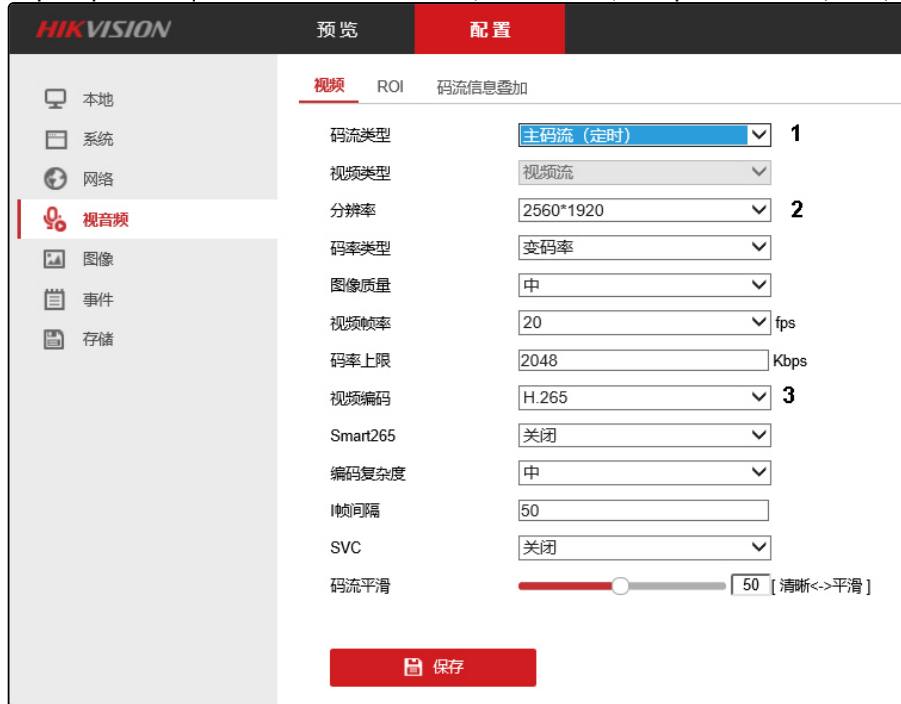 HIKVISION 预览 配置
视频 ROI 码流信息叠加
本地
系统
网络
视音频
图像
事件
存储
码流类型 主码流（定时） 1
视频类型 视频流
分辨率 2560*1920 2
码率类型 变码率
图像质量 中
视频帧率 20 fps
码率上限 2048 Kbps
视频编码 H.265 3
Smart265 关闭
编码复杂度 中
I帧间隔 50
SVC 关闭
码流平滑 50 [ 清晰<->平滑 ]
保存